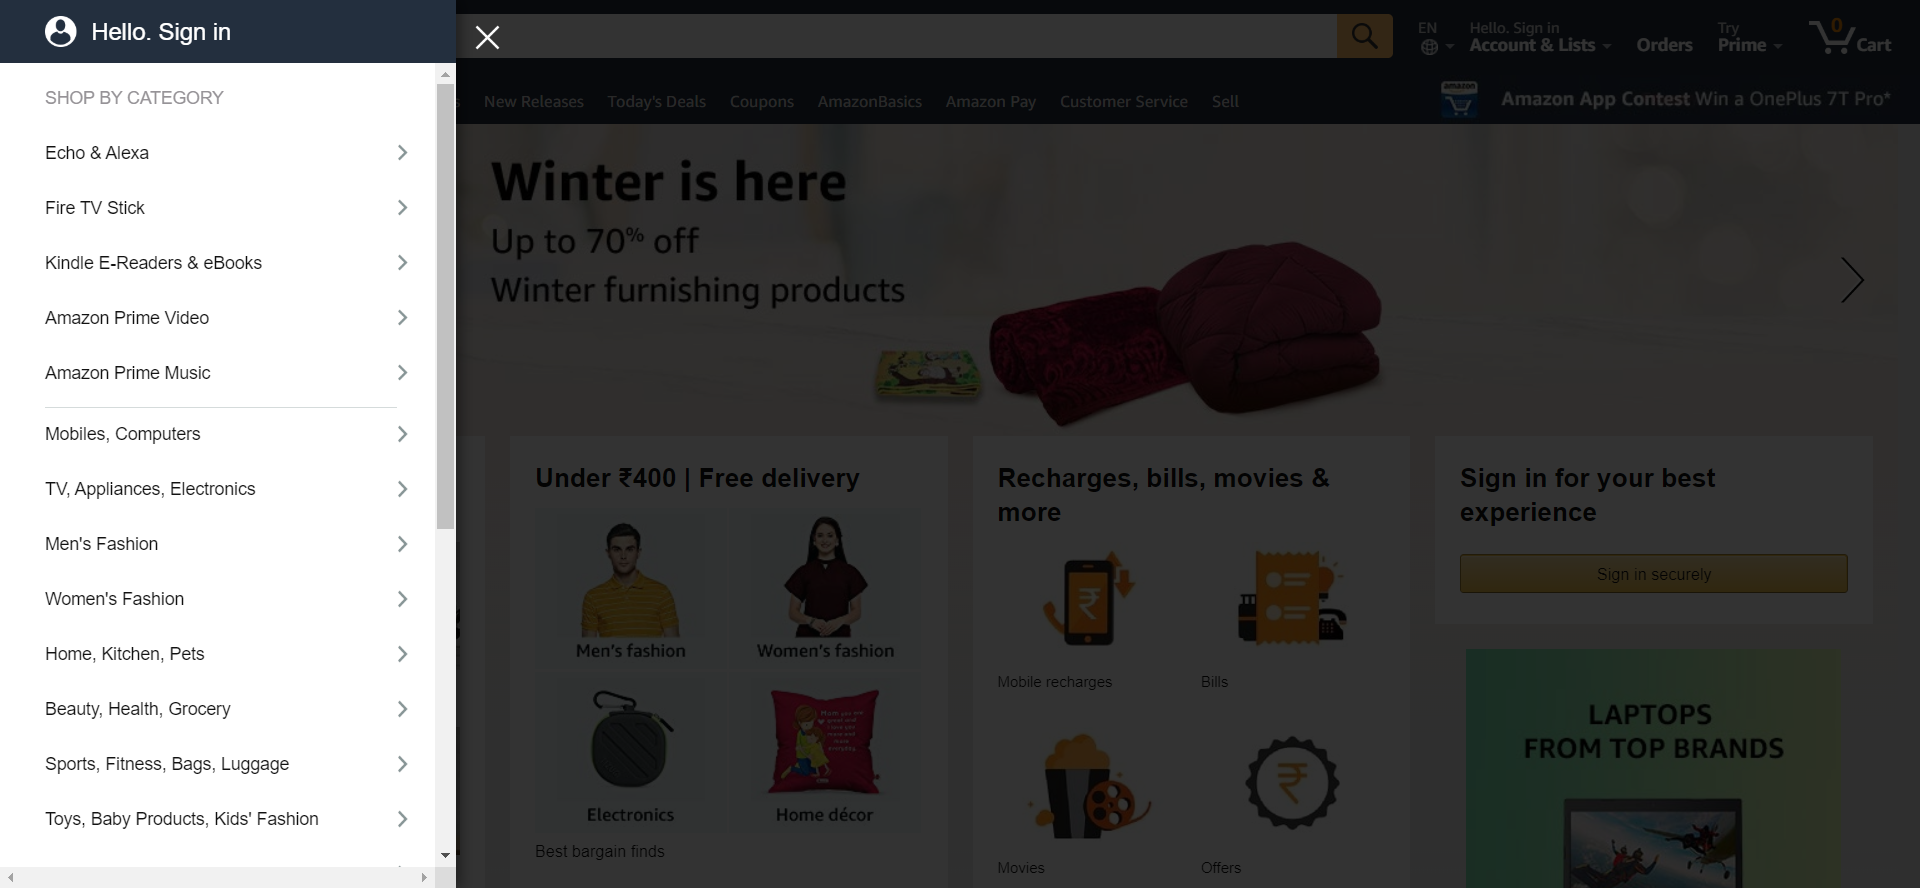 Hello. Sign in
SHOP BY CATEGORY
Echo & Alexa
Fire TV Stick
Kindle E-Readers & eBooks
Amazon Prime Video
Amazon Prime Music
Mobiles, Computers
TV, Appliances, Electronics
Men's Fashion
Women's Fashion
Home, Kitchen, Pets
Beauty, Health, Grocery
Sports, Fitness, Bags, Luggage
Toys, Baby Products, Kids' Fashion
EN
Hello. Sign in
Account & Lists
Orders
Try
Prime
0
Cart
New Releases
Today's Deals
Coupons
AmazonBasics
Amazon Pay
Customer Service
Sell
amazon
Amazon App Contest Win a OnePlus 7T Pro*
Winter is here
Up to 70% off
Winter furnishing products
Under ₹400 | Free delivery
Men's fashion
Women's fashion
Electronics
Home décor
Best bargain finds
Recharges, bills, movies &
more
₹
Mobile recharges
Bills
₹
Movies
Offers
Sign in for your best
experience
Sign in securely
LAPTOPS
FROM TOP BRANDS